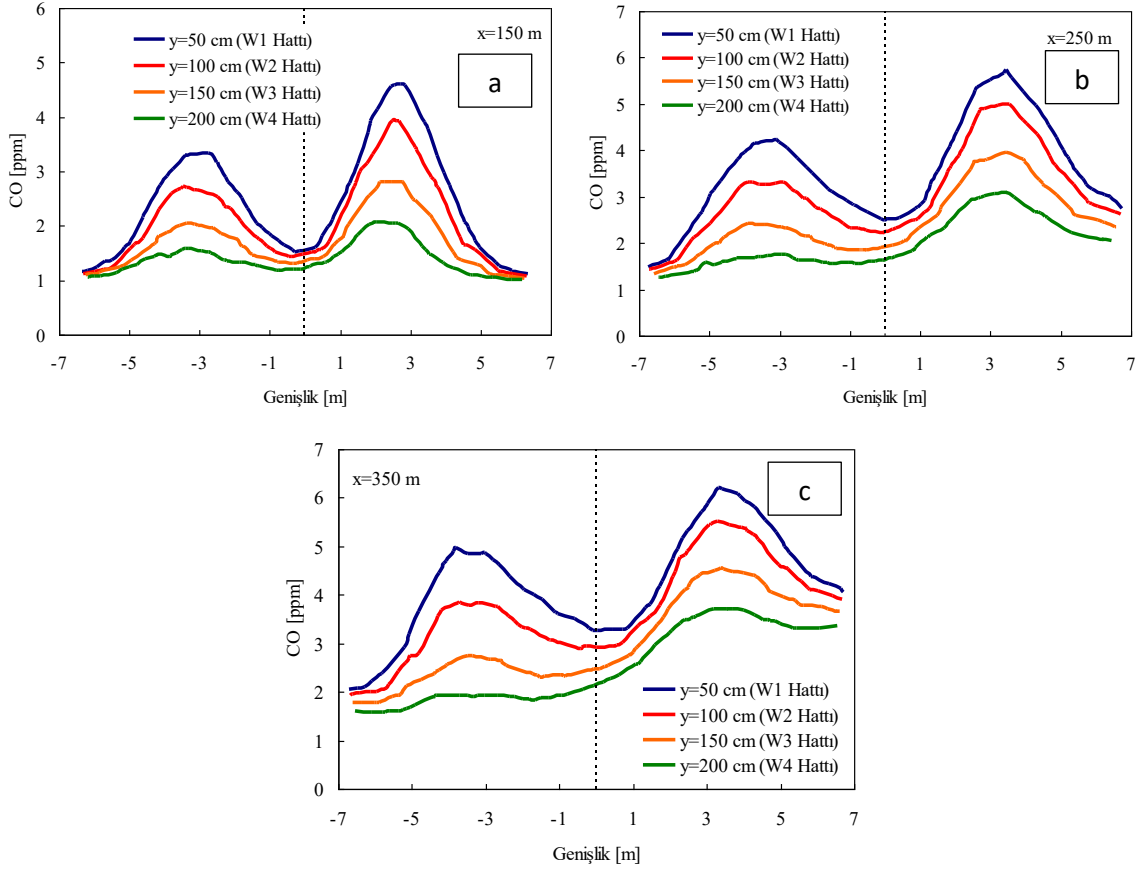 x=150 m
a
y=50 cm (W1 Hattı)
y=100 cm (W2 Hattı)
y=150 cm (W3 Hattı)
y=200 cm (W4 Hattı)
CO [ppm]
6
5
4
3
2
1
0
-7 -5 -3 -1 1 3 5 7
Genişlik [m]
x=250 m
b
y=50 cm (W1 Hattı)
y=100 cm (W2 Hattı)
y=150 cm (W3 Hattı)
y=200 cm (W4 Hattı)
CO [ppm]
7
6
5
4
3
2
1
0
-7 -5 -3 -1 1 3 5 7
Genişlik [m]
x=350 m
c
CO [ppm]
7
6
5
4
3
2
1
0
y=50 cm (W1 Hattı)
y=100 cm (W2 Hattı)
y=150 cm (W3 Hattı)
y=200 cm (W4 Hattı)
-7 -5 -3 -1 1 3 5 7
Genişlik [m]